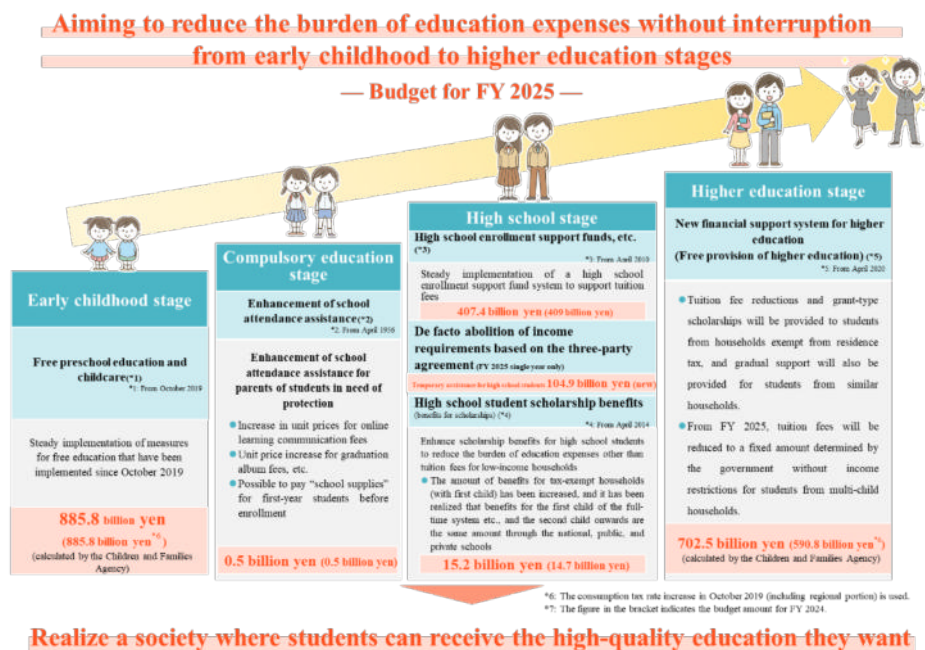 Aiming to reduce the burden of education expenses without interruption
from early childhood to higher education stages
— Budget for FY 2025 —
Early childhood stage
Free preschool education and
childcare(*1)
*1: From October 2019
Steady implementation of measures
for free education that have been
implemented since October 2019
885.8 billion yen
(885.8 billion yen*6)
(calculated by the Children and Families
Agency)
Compulsory education
stage
Enhancement of school
attendance assistance(*2)
*2: From April 1956
Enhancement of school
attendance assistance for
parents of students in need of
protection
Increase in unit prices for online
learning communication fees
Unit price increase for graduation
album fees, etc.
Possible to pay “school supplies”
for first-year students before
enrollment
0.5 billion yen (0.5 billion yen)
High school stage
High school enrollment support funds, etc.
(*3)
*3: From April 2010
Steady implementation of a high school
enrollment support fund system to support tuition
fees
407.4 billion yen (409 billion yen)
De facto abolition of income
requirements based on the three-party
agreement (FY 2025 single year only)
Temporary assistance for high school students 104.9 billion yen (new)
High school student scholarship benefits
(benefits for scholarships) (*4)
*4: From April 2014
Enhance scholarship benefits for high school students
to reduce the burden of education expenses other than
tuition fees for low-income households
The amount of benefits for tax-exempt households
(with first child) has been increased, and it has been
realized that benefits for the first child of the full-
time system etc., and the second child onwards are
the same amount through the national, public, and
private schools
15.2 billion yen (14.7 billion yen)
Higher education stage
New financial support system for higher
education
(Free provision of higher education) (*5)
*5: From April 2020
Tuition fee reductions and grant-type
scholarships will be provided to students
from households exempt from residence
tax, and gradual support will also be
provided for students from similar
households.
From FY 2025, tuition fees will be
reduced to a fixed amount determined by
the government without income
restrictions for students from multi-child
households.
702.5 billion yen (590.8 billion yen*6)
(calculated by the Children and Families Agency)
*6: The consumption tax rate increase in October 2019 (including regional portion) is used.
*7: The figure in the bracket indicates the budget amount for FY 2024.
Realize a society where students can receive the high-quality education they want